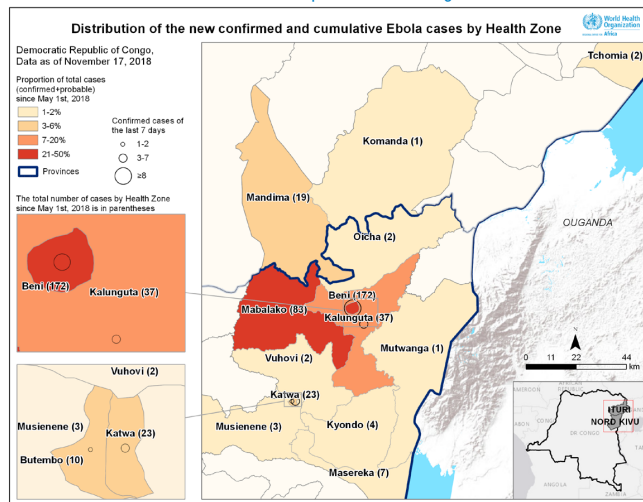 Distribution of the new confirmed and cumulative Ebola cases by Health Zone
World Health
Organization
Africa
Democratic Republic of Congo,
Data as of November 17, 2018
Proportion of total cases
(confirmed+probable)
since May 1st, 2018
1-2%
3-6%
7-20%
21-50%
Provinces
Confirmed cases of
the last 7 days
1-2
3-7
≥8
The total number of cases by Health Zone
since May 1st, 2018 is in parentheses
Beni (172)
Kalunguta (37)
Vuhovi (2)
Musienene (3)
Katwa (23)
Butembo (10)
Tchomia (2)
Komanda (1)
Mandima (19)
Oicha (2)
OUGANDA
Beni (172)
Mabalako (83)
Kalunguta (37)
Mutwanga (1)
Vuhovi (2)
Katwa (23)
Musienene (3)
Kyondo (4)
Masereka (7)
N
0 11 22 44
km
ITURI
NORD KIVU
DR CONGO
ANGOLA
ZAMBIA